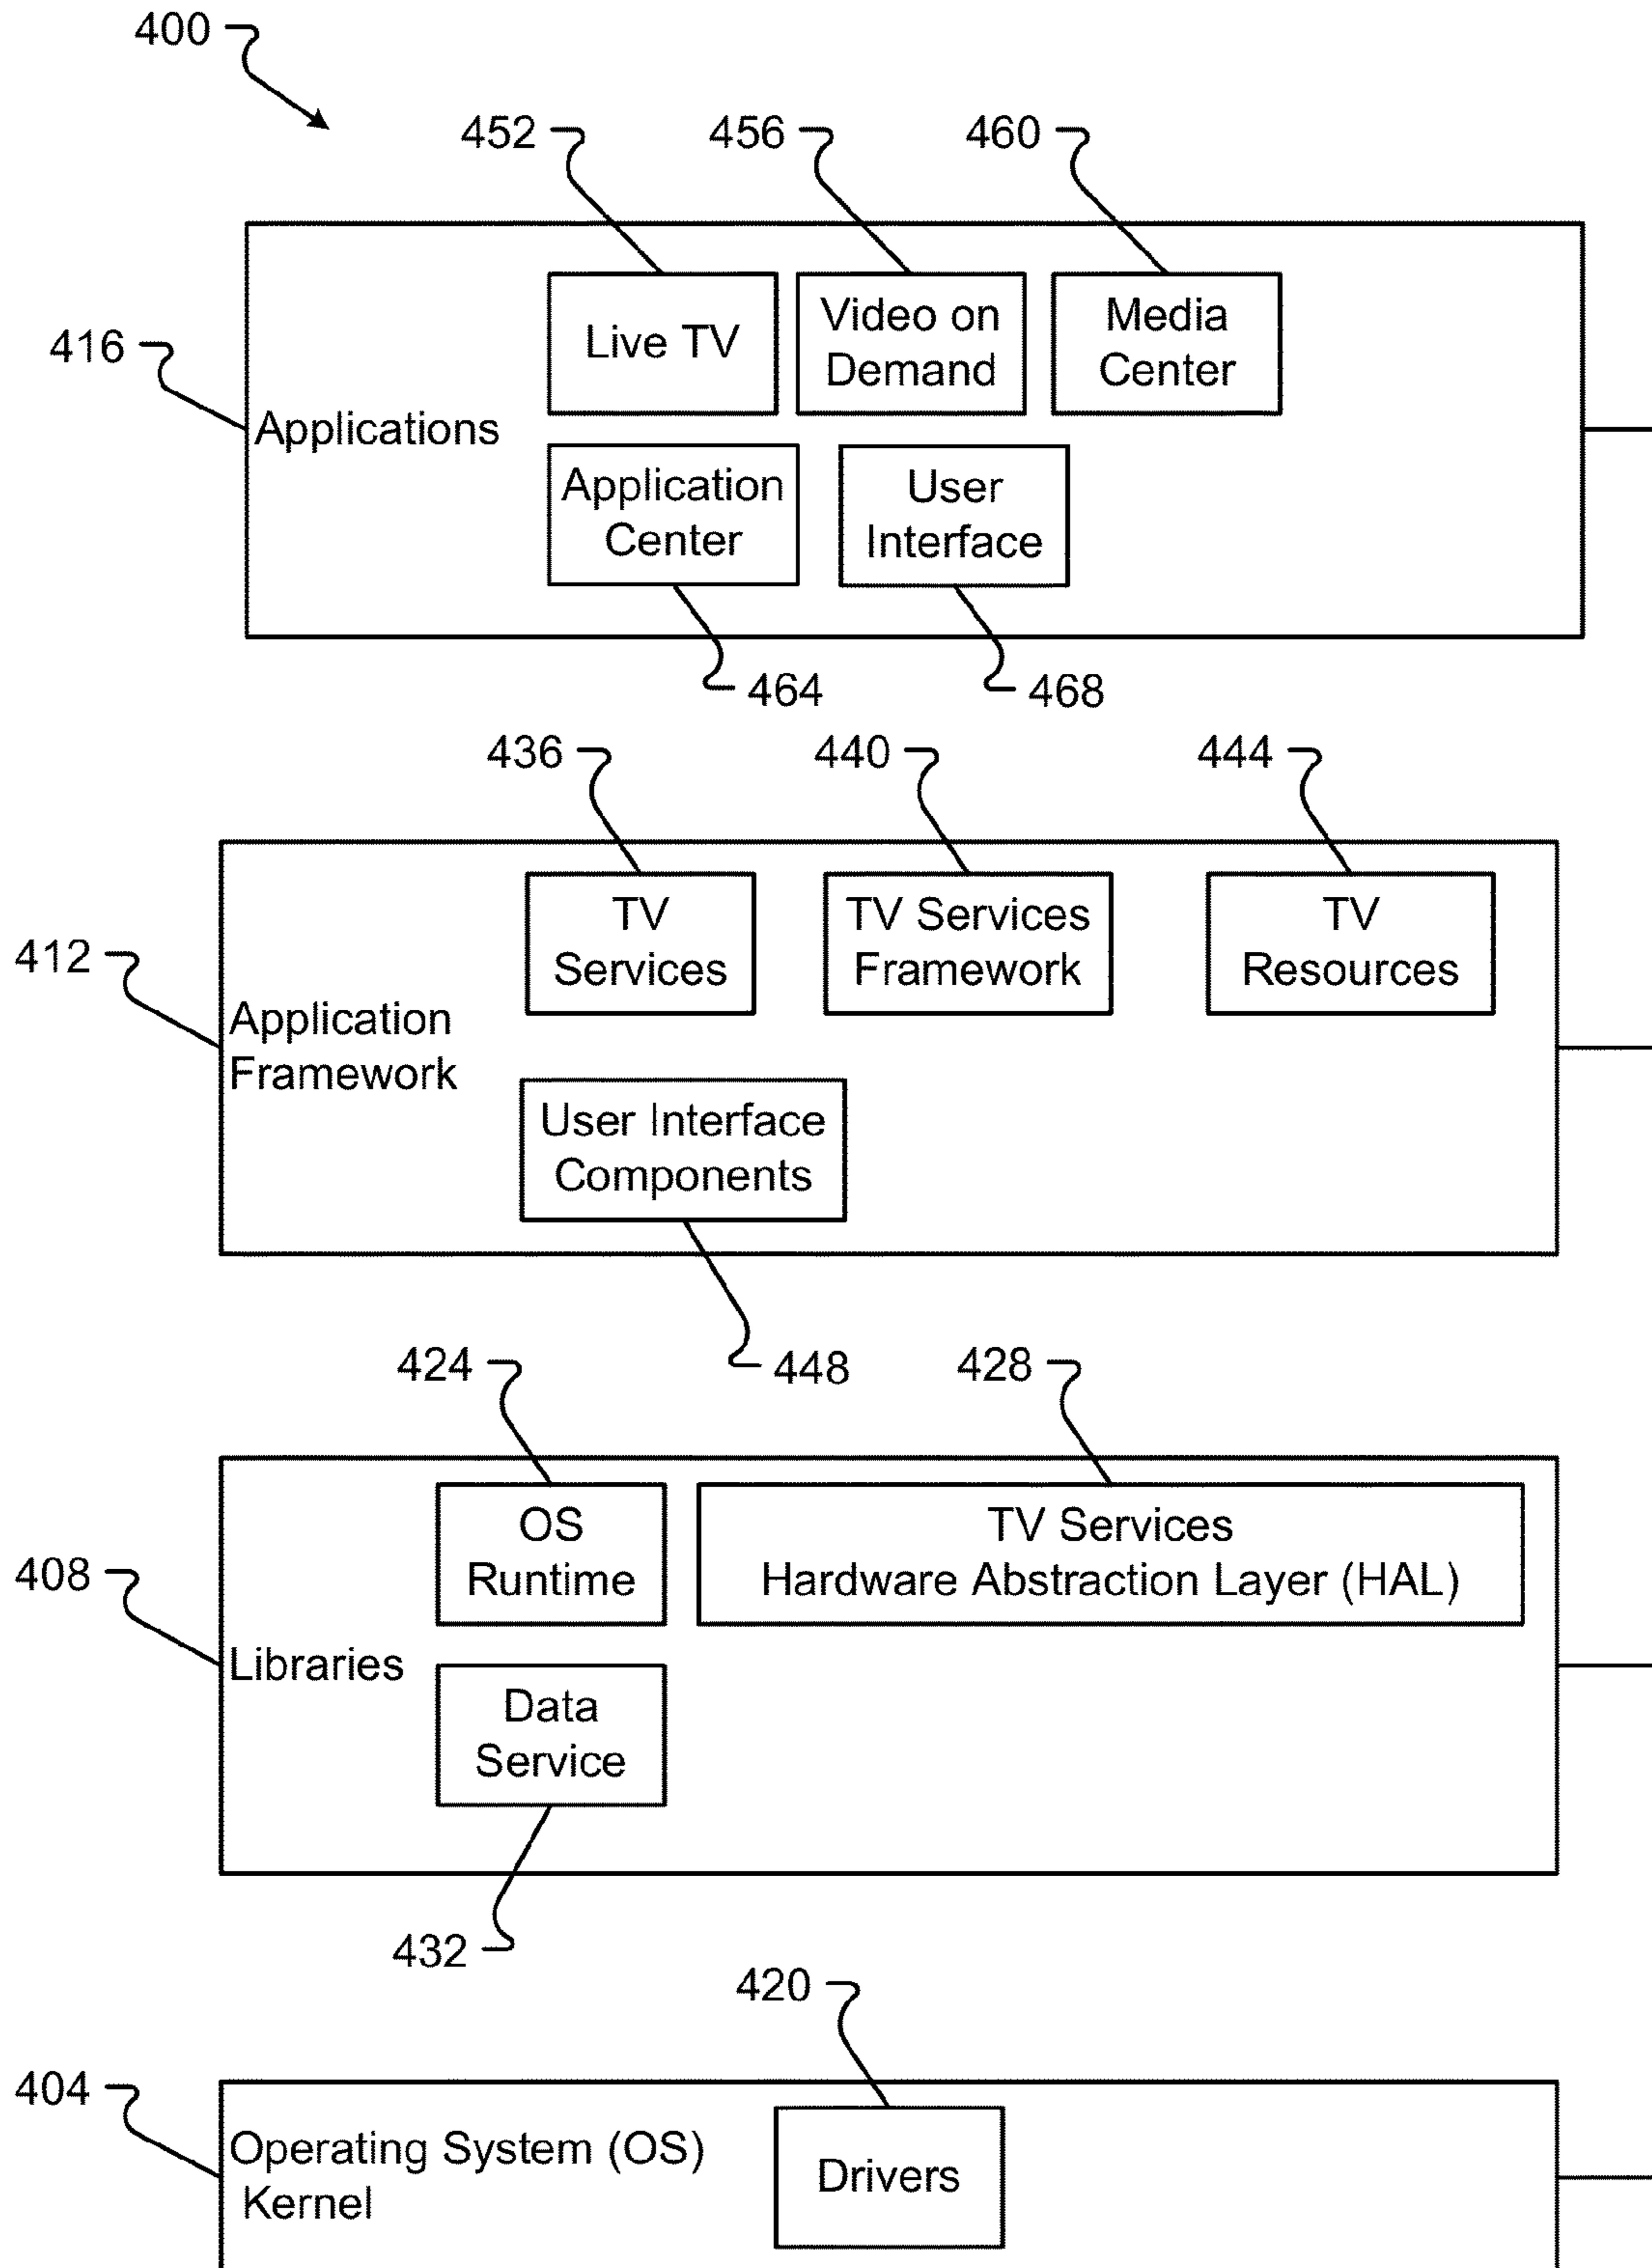 400
452
456
460
416
Applications
Live TV
Video on
Demand
Media
Center
Application
Center
User
Interface
464
468
436
440
444
412
Application
Framework
TV
Services
TV Services
Framework
TV
Resources
User Interface
Components
448
424
428
408
Libraries
OS
Runtime
TV Services
Hardware Abstraction Layer (HAL)
Data
Service
432
420
404
Operating System (OS)
Kernel
Drivers